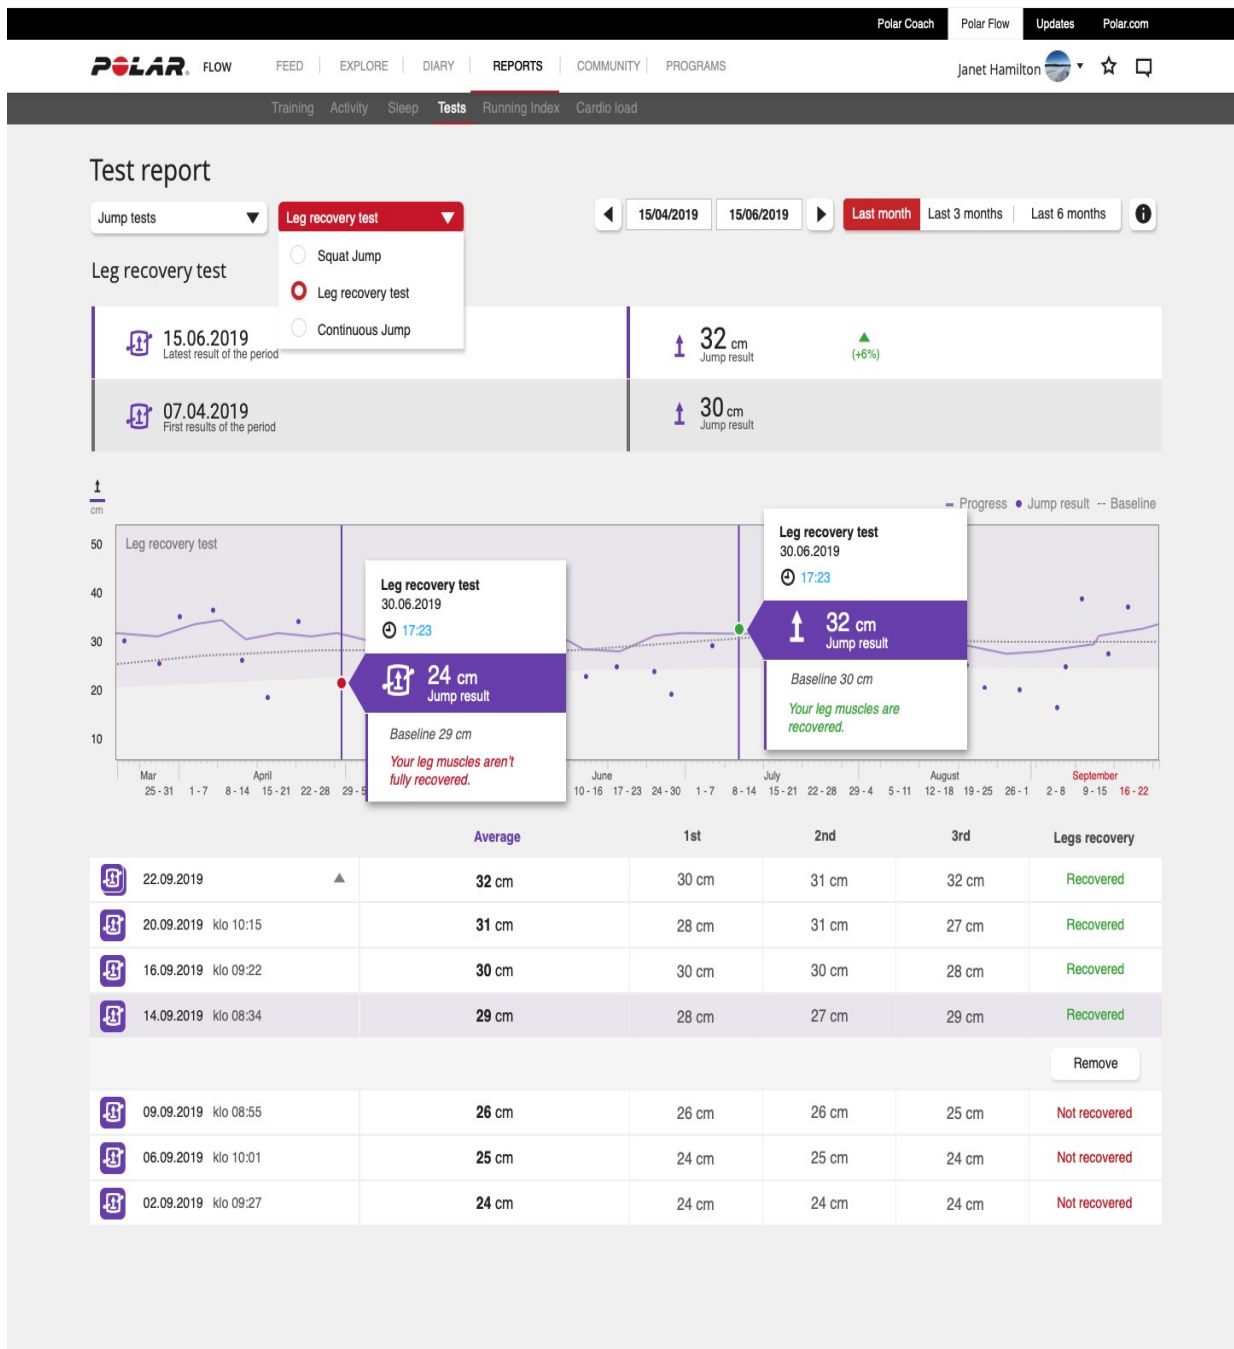 Polar Coach Polar Flow Updates Polar.com
POLAR FLOW FEED EXPLORE DIARY REPORTS COMMUNITY PROGRAMS Janet Hamilton
Training Activity Sleep Tests Running Index Cardio load
Test report
Jump tests Leg recovery test 15/04/2019 15/06/2019 Last month Last 3 months Last 6 months
Squat Jump
Leg recovery test
Leg recovery test
Continuous Jump
15.06.2019 32 cm
Latest result of the period Jump result (+6%)
07.04.2019 30 cm
First results of the period Jump result
cm
Progress Jump result Baseline
50 Leg recovery test
40
30
20
10
Leg recovery test
30.06.2019
17:23
24 cm
Jump result
Baseline 29 cm
Your leg muscles aren't
fully recovered.
Leg recovery test
30.06.2019
17:23
32 cm
Jump result
Baseline 30 cm
Your leg muscles are
recovered.
Mar April June July August September
25 - 31 1 - 7 8 - 14 15 - 21 22 - 28 29 - 5 10 - 16 17 - 23 24 - 30 1 - 7 8 - 14 15 - 21 22 - 28 29 - 4 5 - 11 12 - 18 19 - 25 26 - 1 2 - 8 9 - 15 16 - 22
Average 1st 2nd 3rd Legs recovery
22.09.2019 32 cm 30 cm 31 cm 32 cm Recovered
20.09.2019 klo 10:15 31 cm 28 cm 31 cm 27 cm Recovered
16.09.2019 klo 09:22 30 cm 30 cm 30 cm 28 cm Recovered
14.09.2019 klo 08:34 29 cm 28 cm 27 cm 29 cm Recovered
Remove
09.09.2019 klo 08:55 26 cm 26 cm 26 cm 25 cm Not recovered
06.09.2019 klo 10:01 25 cm 24 cm 25 cm 24 cm Not recovered
02.09.2019 klo 09:27 24 cm 24 cm 24 cm 24 cm Not recovered